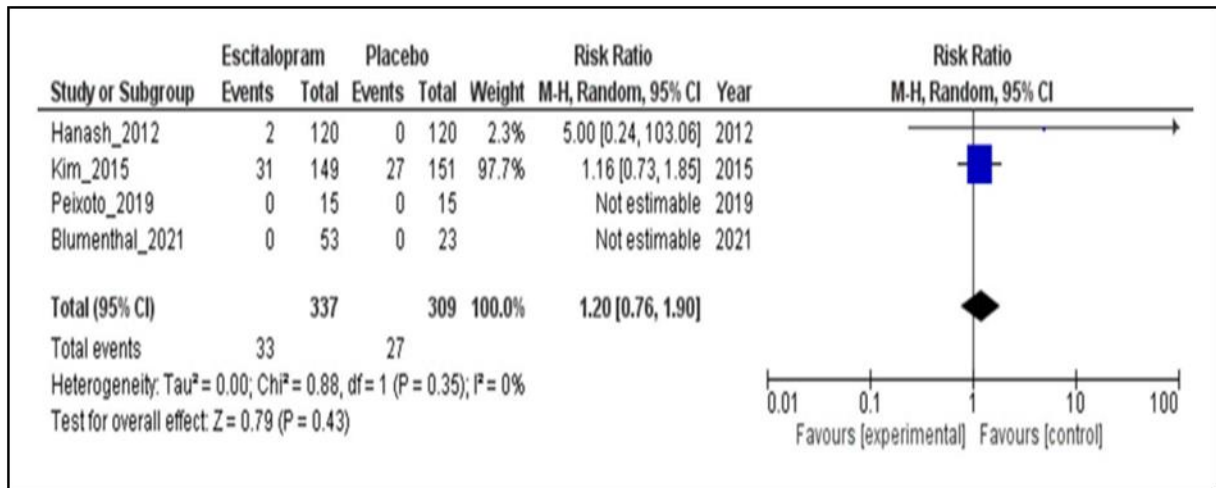 Escitalopram Placebo Risk Ratio Risk Ratio
Study or Subgroup Events Total Events Total Weight M-H, Random, 95% CI Year M-H, Random, 95% CI
Hanash_2012 2 120 0 120 2.3% 5.00 [0.24, 103.06] 2012
Kim_2015 31 149 27 151 97.7% 1.16 [0.73, 1.85] 2015
Peixoto_2019 0 15 0 15 Not estimable 2019
Blumenthal_2021 0 53 0 23 Not estimable 2021
Total (95% CI) 337 309 100.0% 1.20 [0.76, 1.90]
Total events 33 27
Heterogeneity: Tau² = 0.00; Chi² = 0.88, df = 1 (P = 0.35); I² = 0%
Test for overall effect: Z = 0.79 (P = 0.43)
0.01 0.1 1 10 100
Favours [experimental] Favours [control]